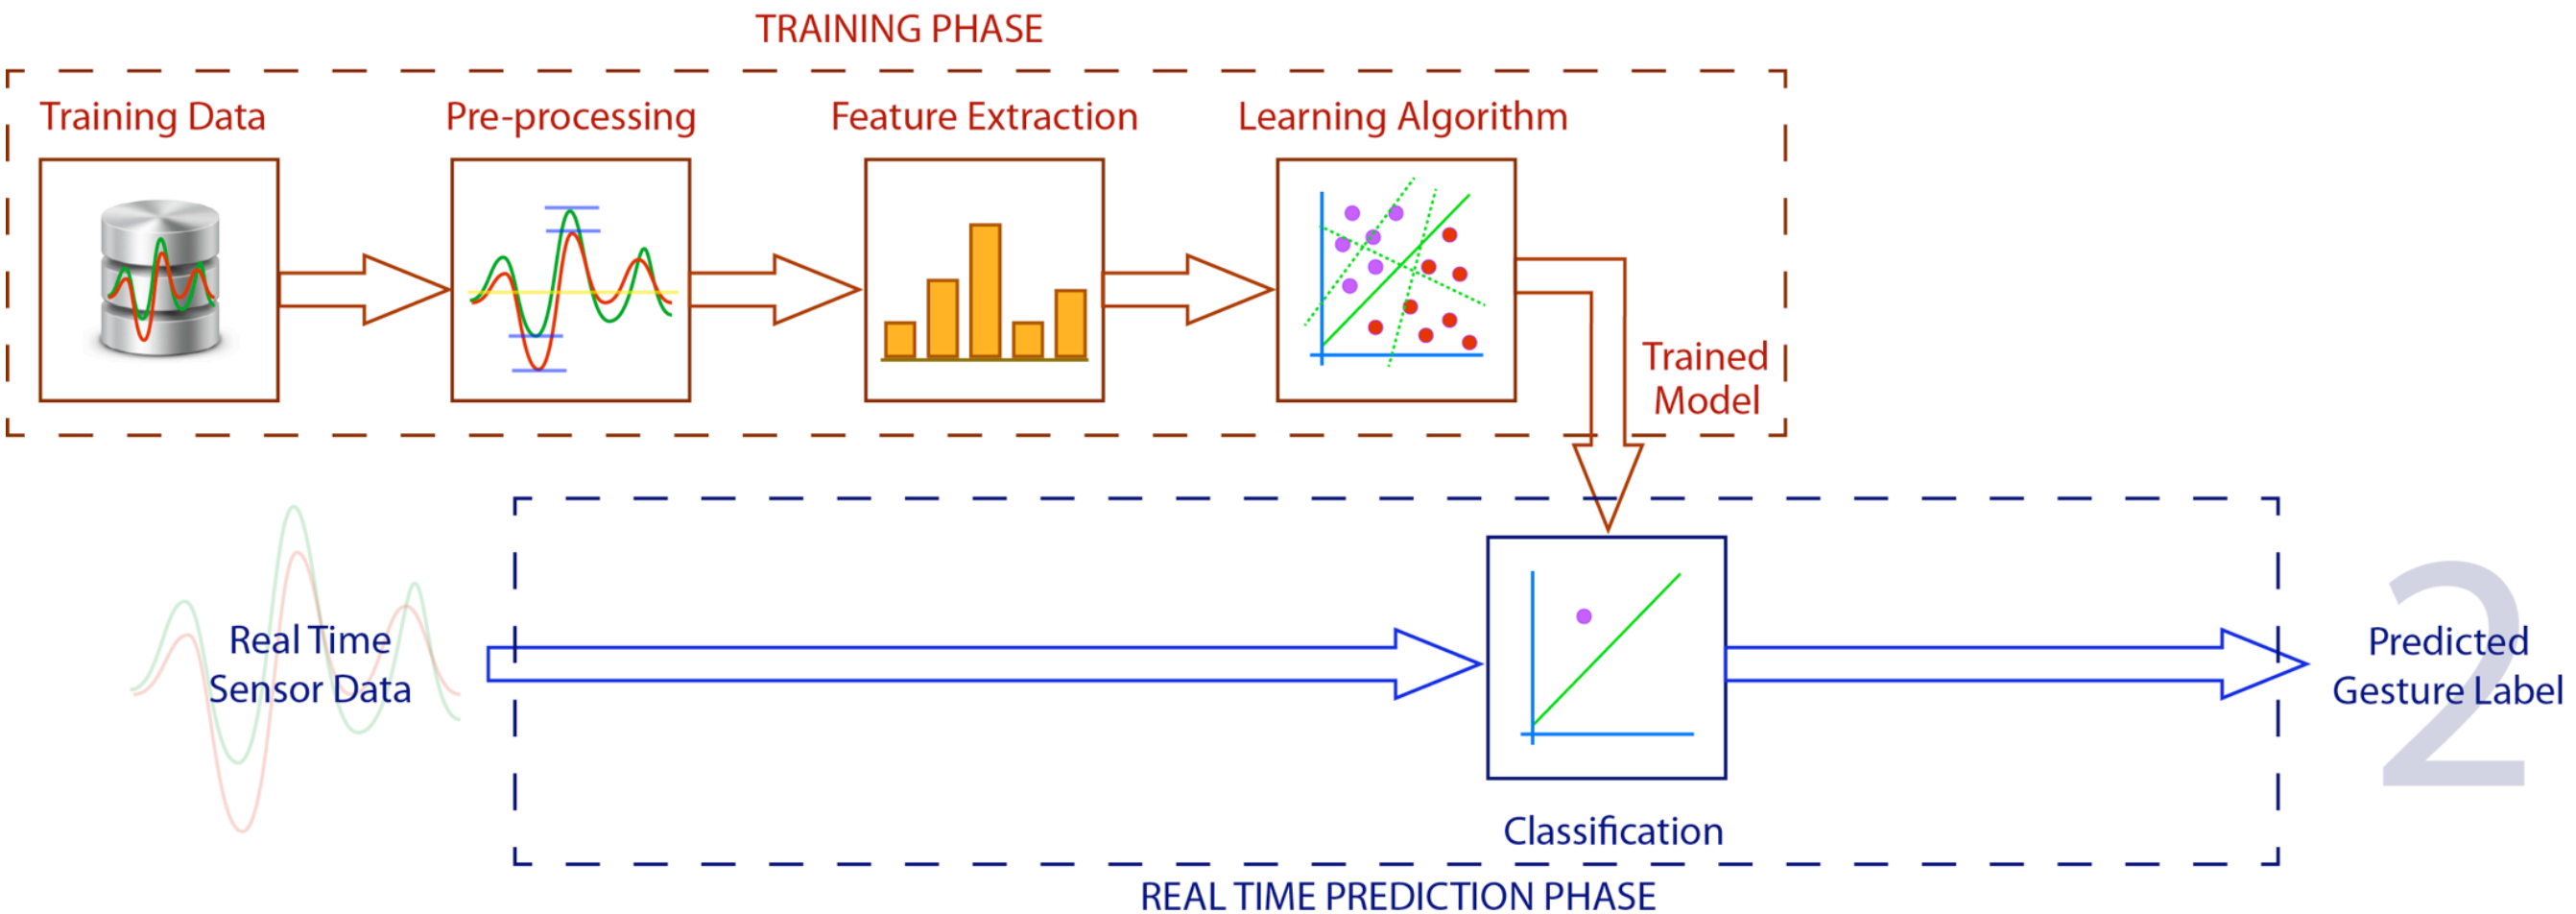 TRAINING PHASE
Training Data
Pre-processing
Feature Extraction
Learning Algorithm
Trained
Model
Real Time
Sensor Data
Classification
2
Predicted
Gesture Label
REAL TIME PREDICTION PHASE